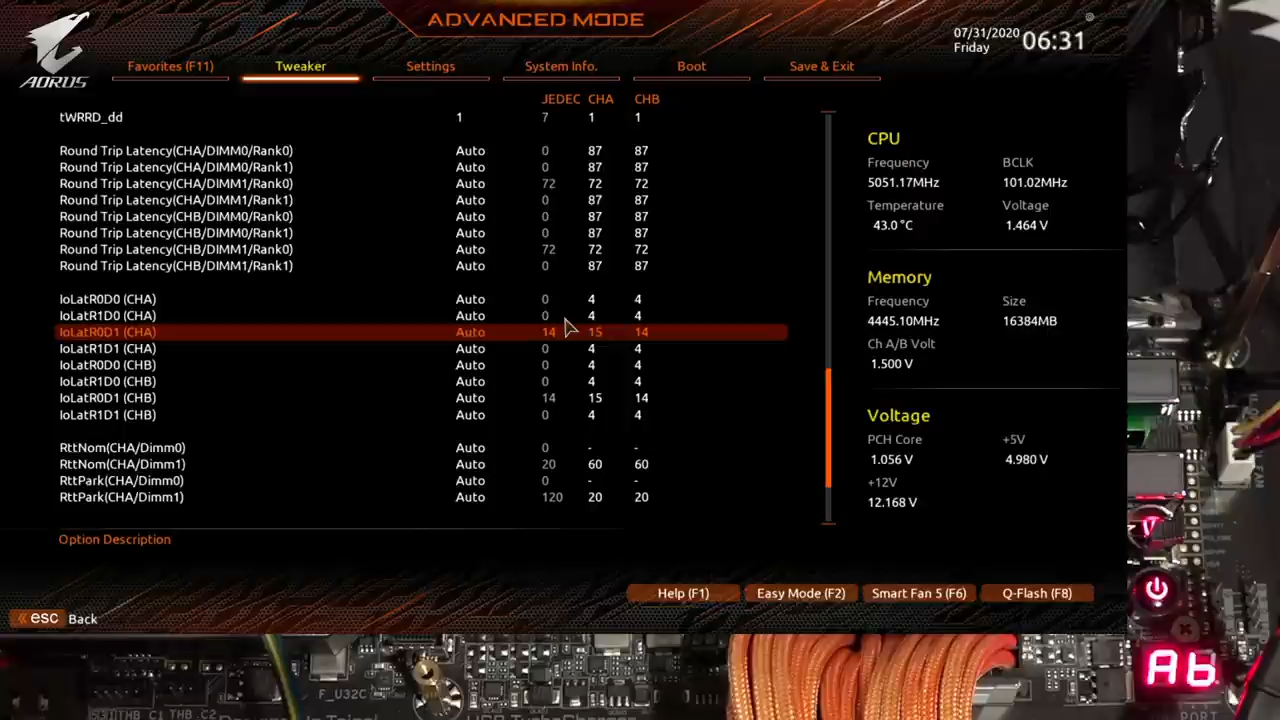 ADVANCED MODE
AORUS
07/31/2020
Friday
06:31
Favorites (F11) Tweaker Settings System Info. Boot Save & Exit
JEDEC CHA CHB
tWRRD_dd 1 7 1 1
Round Trip Latency(CHA/DIMM0/Rank0) Auto 0 87 87
Round Trip Latency(CHA/DIMM0/Rank1) Auto 0 87 87
Round Trip Latency(CHA/DIMM1/Rank0) Auto 72 72 72
Round Trip Latency(CHA/DIMM1/Rank1) Auto 0 87 87
Round Trip Latency(CHB/DIMM0/Rank0) Auto 0 87 87
Round Trip Latency(CHB/DIMM0/Rank1) Auto 0 87 87
Round Trip Latency(CHB/DIMM1/Rank0) Auto 72 72 72
Round Trip Latency(CHB/DIMM1/Rank1) Auto 0 87 87
IoLatR0D0 (CHA) Auto 0 4 4
IoLatR1D0 (CHA) Auto 0 4 4
IoLatR0D1 (CHA) Auto 14 15 14
IoLatR1D1 (CHA) Auto 0 4 4
IoLatR0D0 (CHB) Auto 0 4 4
IoLatR1D0 (CHB) Auto 0 4 4
IoLatR0D1 (CHB) Auto 14 15 14
IoLatR1D1 (CHB) Auto 0 4 4
RttNom(CHA/Dimm0) Auto 0 - -
RttNom(CHA/Dimm1) Auto 20 60 60
RttPark(CHA/Dimm0) Auto 0 - -
RttPark(CHA/Dimm1) Auto 120 20 20
Option Description
CPU
Frequency BCLK
5051.17MHz 101.02MHz
Temperature Voltage
43.0 °C 1.464 V
Memory
Frequency Size
4445.10MHz 16384MB
Ch A/B Volt
1.500 V
Voltage
PCH Core +5V
1.056 V 4.980 V
+12V
12.168 V
Help (F1) Easy Mode (F2) Smart Fan 5 (F6) Q-Flash (F8)
esc Back
Ab
F_U32C